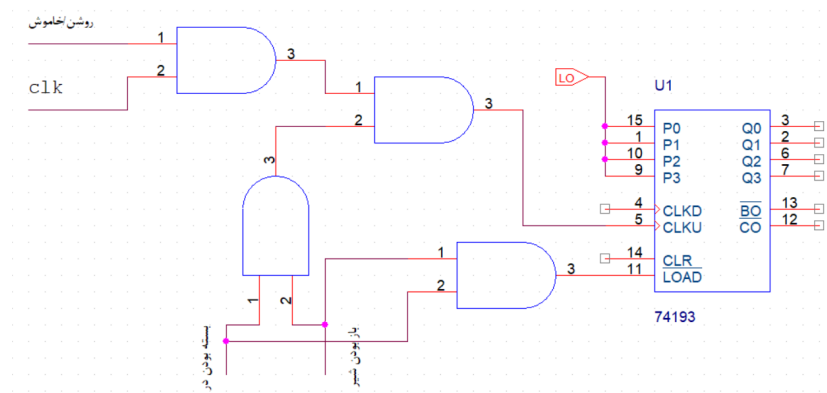 روشن/خاموش
1
2
3
clk
1
2
3
3
1
2
بسته بودن در
باز بودن شیر
1
2
3
LO
U1
15 P0 Q0 3
1 P1 Q1 2
10 P2 Q2 6
9 P3 Q3 7
4 CLKD BO 13
5 CLKU CO 12
14 CLR
11 LOAD
74193